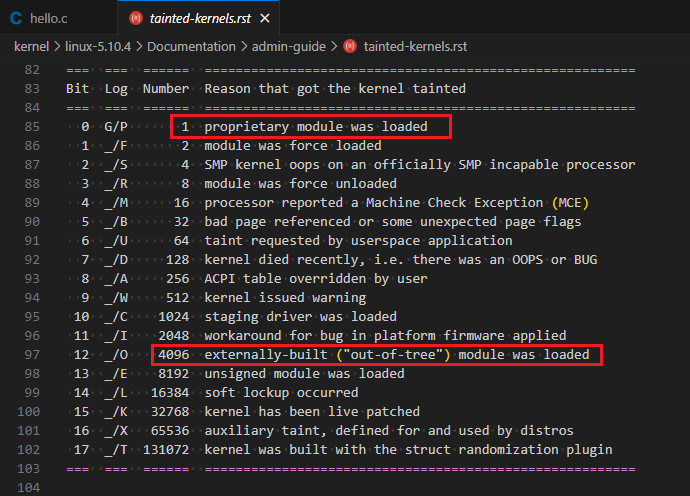 hello.c tainted-kernels.rst ×
kernel > linux-5.10.4 > Documentation > admin-guide > tainted-kernels.rst
82 === === ====== ========================================================
83 Bit Log Number Reason that got the kernel tainted
84 === === ====== ========================================================
85 0 G/P 1 proprietary module was loaded
86 1 _/F 2 module was force loaded
87 2 _/S 4 SMP kernel oops on an officially SMP incapable processor
88 3 _/R 8 module was force unloaded
89 4 _/M 16 processor reported a Machine Check Exception (MCE)
90 5 _/B 32 bad page referenced or some unexpected page flags
91 6 _/U 64 taint requested by userspace application
92 7 _/D 128 kernel died recently, i.e. there was an OOPS or BUG
93 8 _/A 256 ACPI table overridden by user
94 9 _/W 512 kernel issued warning
95 10 _/C 1024 staging driver was loaded
96 11 _/I 2048 workaround for bug in platform firmware applied
97 12 _/O 4096 externally-built ("out-of-tree") module was loaded
98 13 _/E 8192 unsigned module was loaded
99 14 _/L 16384 soft lockup occurred
100 15 _/K 32768 kernel has been live patched
101 16 _/X 65536 auxiliary taint, defined for and used by distros
102 17 _/T 131072 kernel was built with the struct randomization plugin
103 === === ====== ========================================================
104